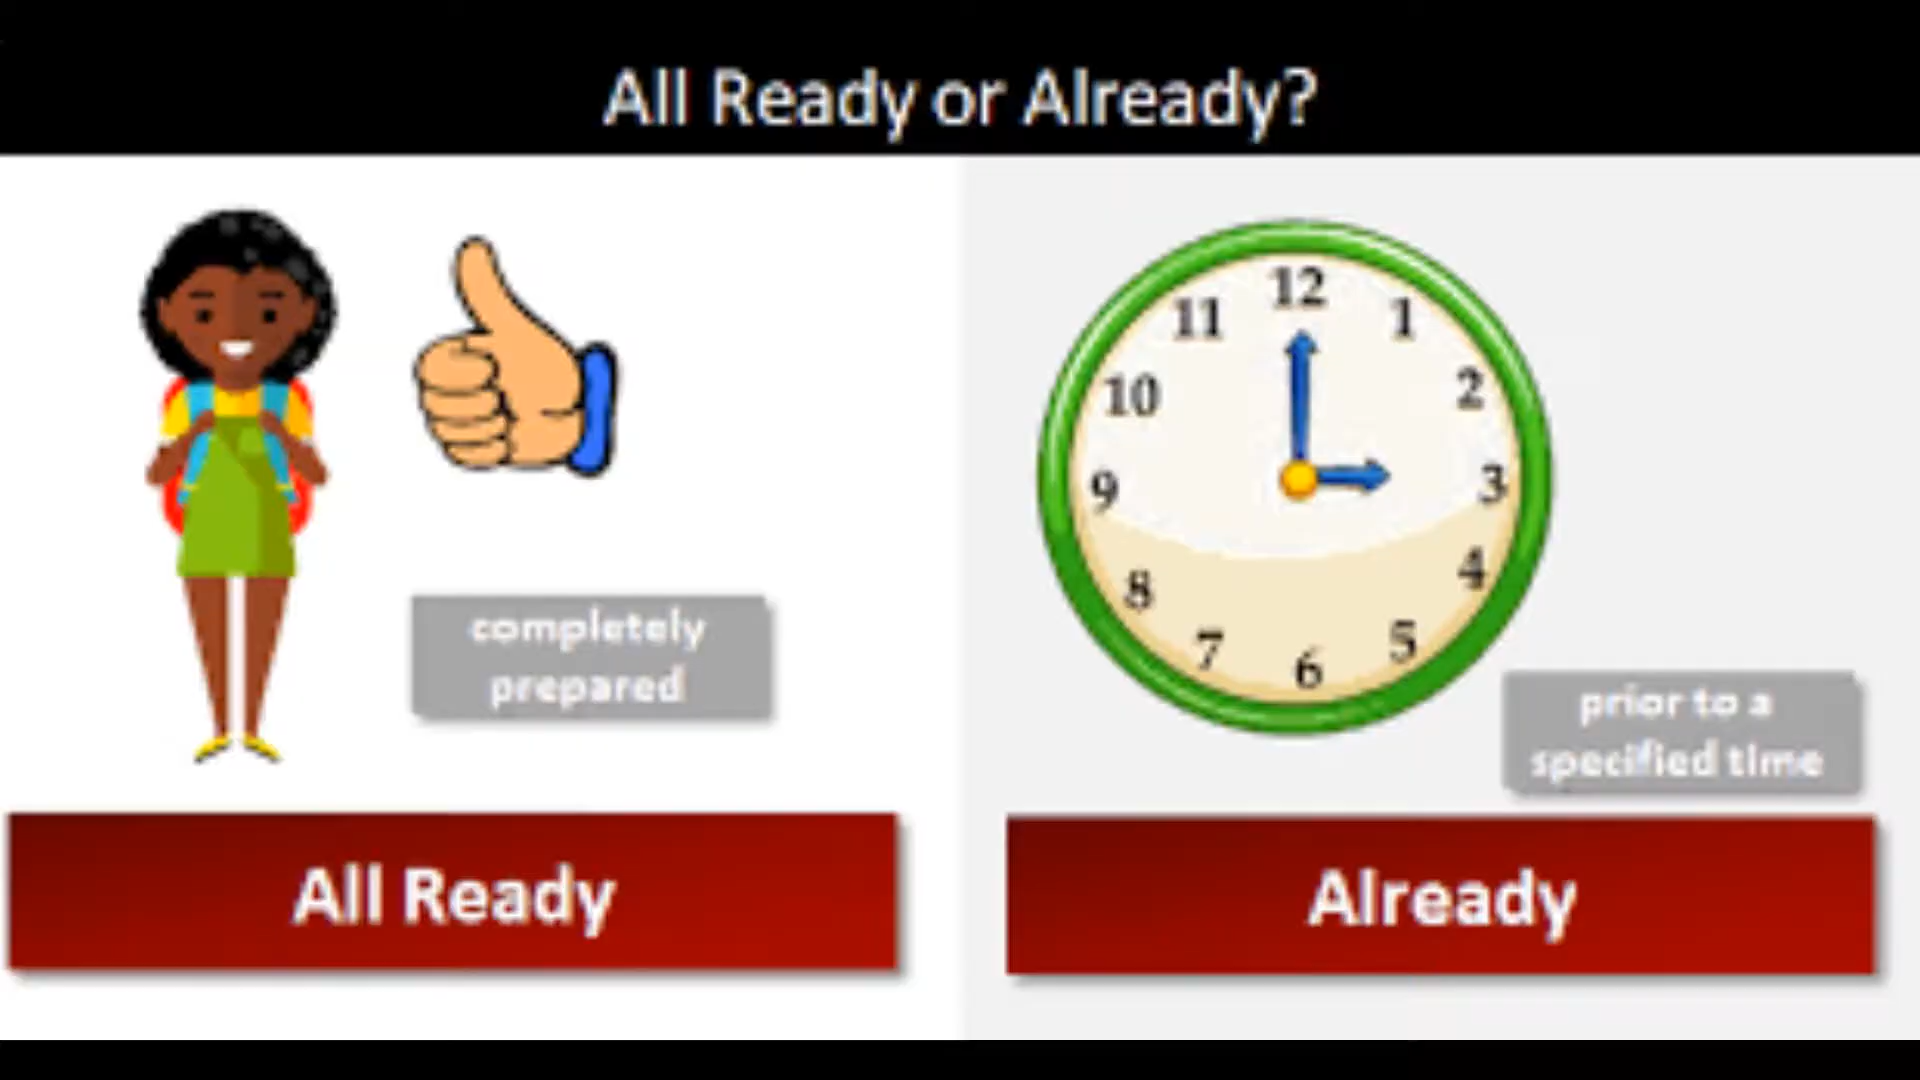 All Ready or Already?
completely
prepared
12
11
1
10
2
9
3
8
4
7
5
6
prior to a
specified time
All Ready
Already